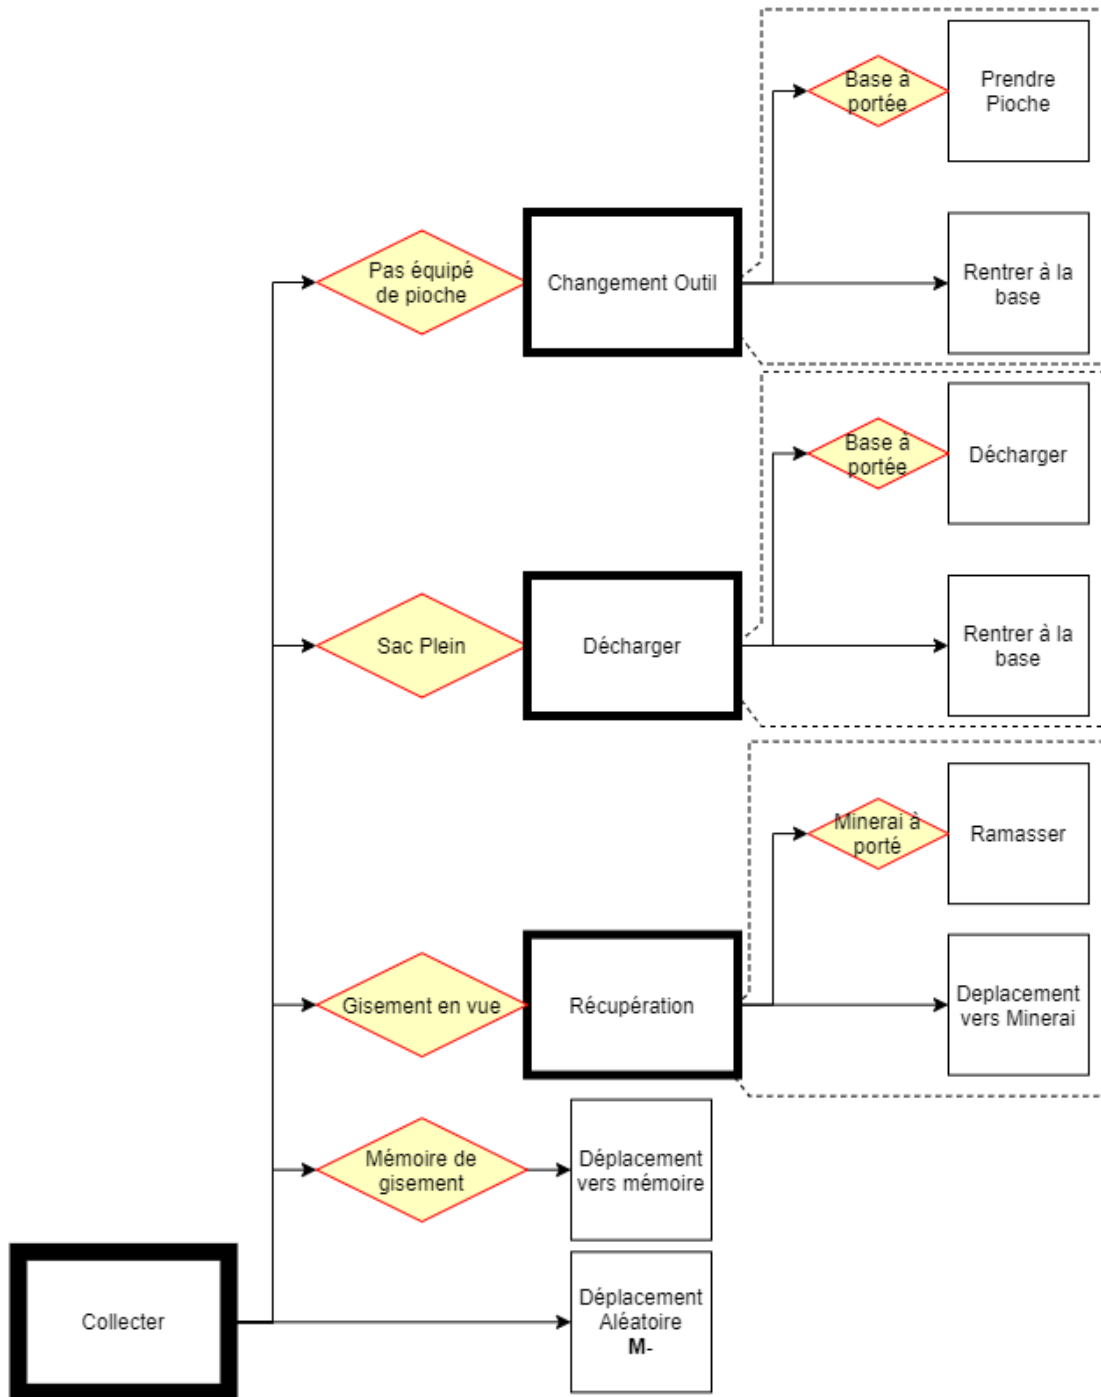 Base à
portée
Prendre
Pioche
Pas équipé
de pioche
Changement Outil
Rentrer à la
base
Base à
portée
Décharger
Sac Plein
Décharger
Rentrer à la
base
Minerai à
porté
Ramasser
Gisement en vue
Récupération
Deplacement
vers Minerai
Mémoire de
gisement
Déplacement
vers mémoire
Collecter
Déplacement
Aléatoire
M-